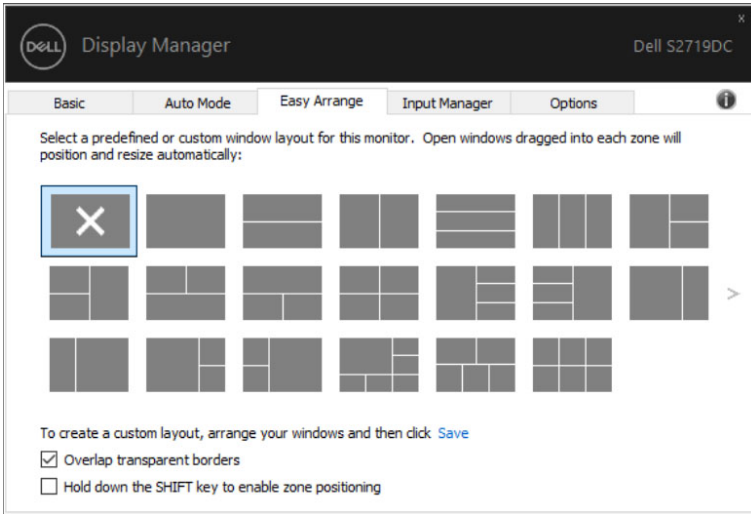 x
DELL Display Manager Dell S2719DC
Basic Auto Mode Easy Arrange Input Manager Options i
Select a predefined or custom window layout for this monitor. Open windows dragged into each zone will
position and resize automatically:
>
To create a custom layout, arrange your windows and then click Save
Overlap transparent borders
Hold down the SHIFT key to enable zone positioning